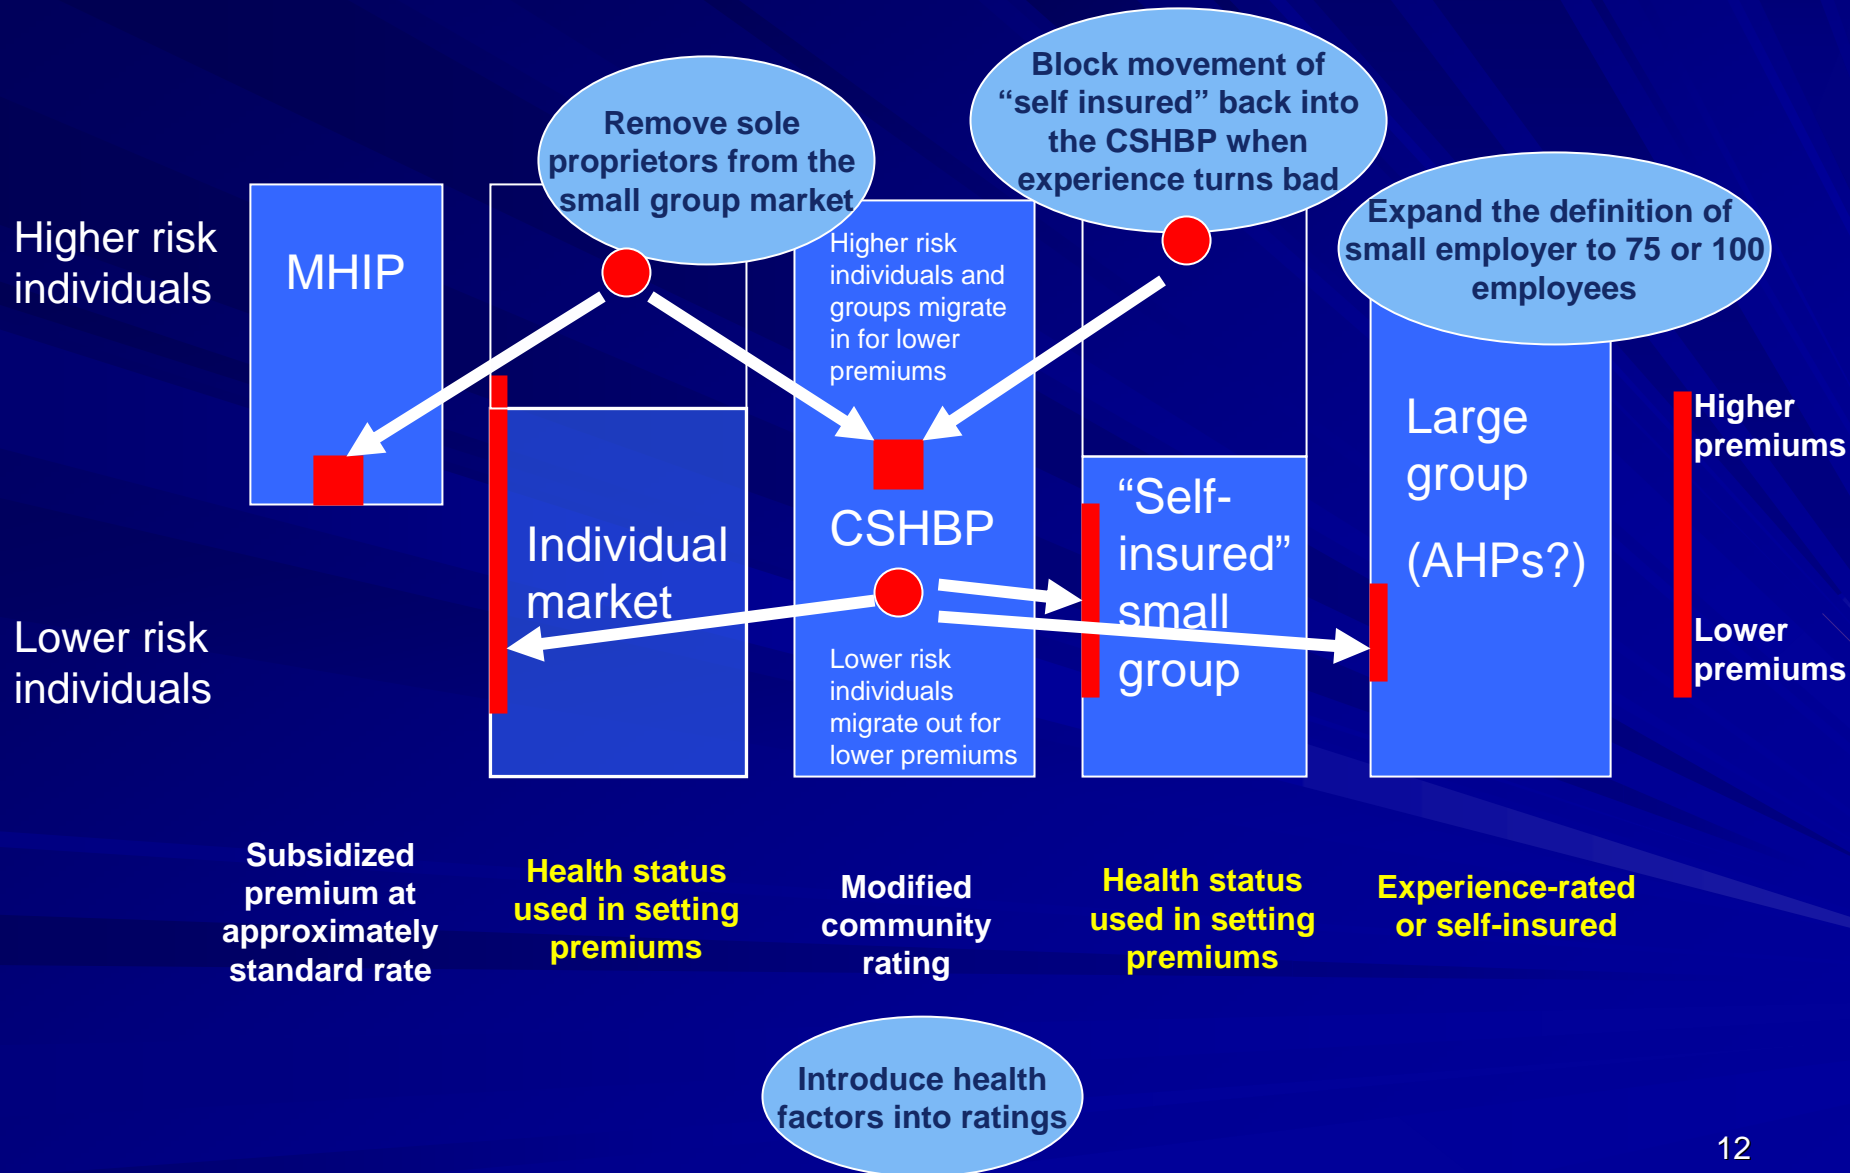 Remove sole
proprietors from the
small group market
Block movement of
“self insured” back into
the CSHBP when
experience turns bad
Expand the definition of
small employer to 75 or 100
employees
Higher risk
individuals
Lower risk
individuals
MHIP
Individual
market
Higher risk
individuals and
groups migrate
in for lower
premiums
CSHBP
Lower risk
individuals
migrate out for
lower premiums
“Self-
insured”
small
group
Large
group
(AHPs?)
Higher
premiums
Lower
premiums
Subsidized
premium at
approximately
standard rate
Health status
used in setting
premiums
Modified
community
rating
Health status
used in setting
premiums
Experience-rated
or self-insured
Introduce health
factors into ratings
12